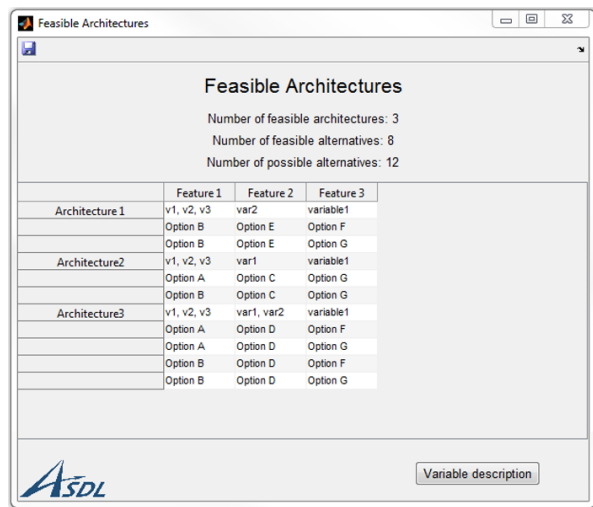 Feasible Architectures
Feasible Architectures
Number of feasible architectures: 3
Number of feasible alternatives: 8
Number of possible alternatives: 12
Feature 1 Feature 2 Feature 3
Architecture 1 v1, v2, v3 var2 variable1
Option B Option E Option F
Option B Option E Option G
Architecture2 v1, v2, v3 var1 variable1
Option A Option C Option G
Option B Option C Option G
Architecture3 v1, v2, v3 var1, var2 variable1
Option A Option D Option F
Option A Option D Option G
Option B Option D Option F
Option B Option D Option G
ASDL
Variable description